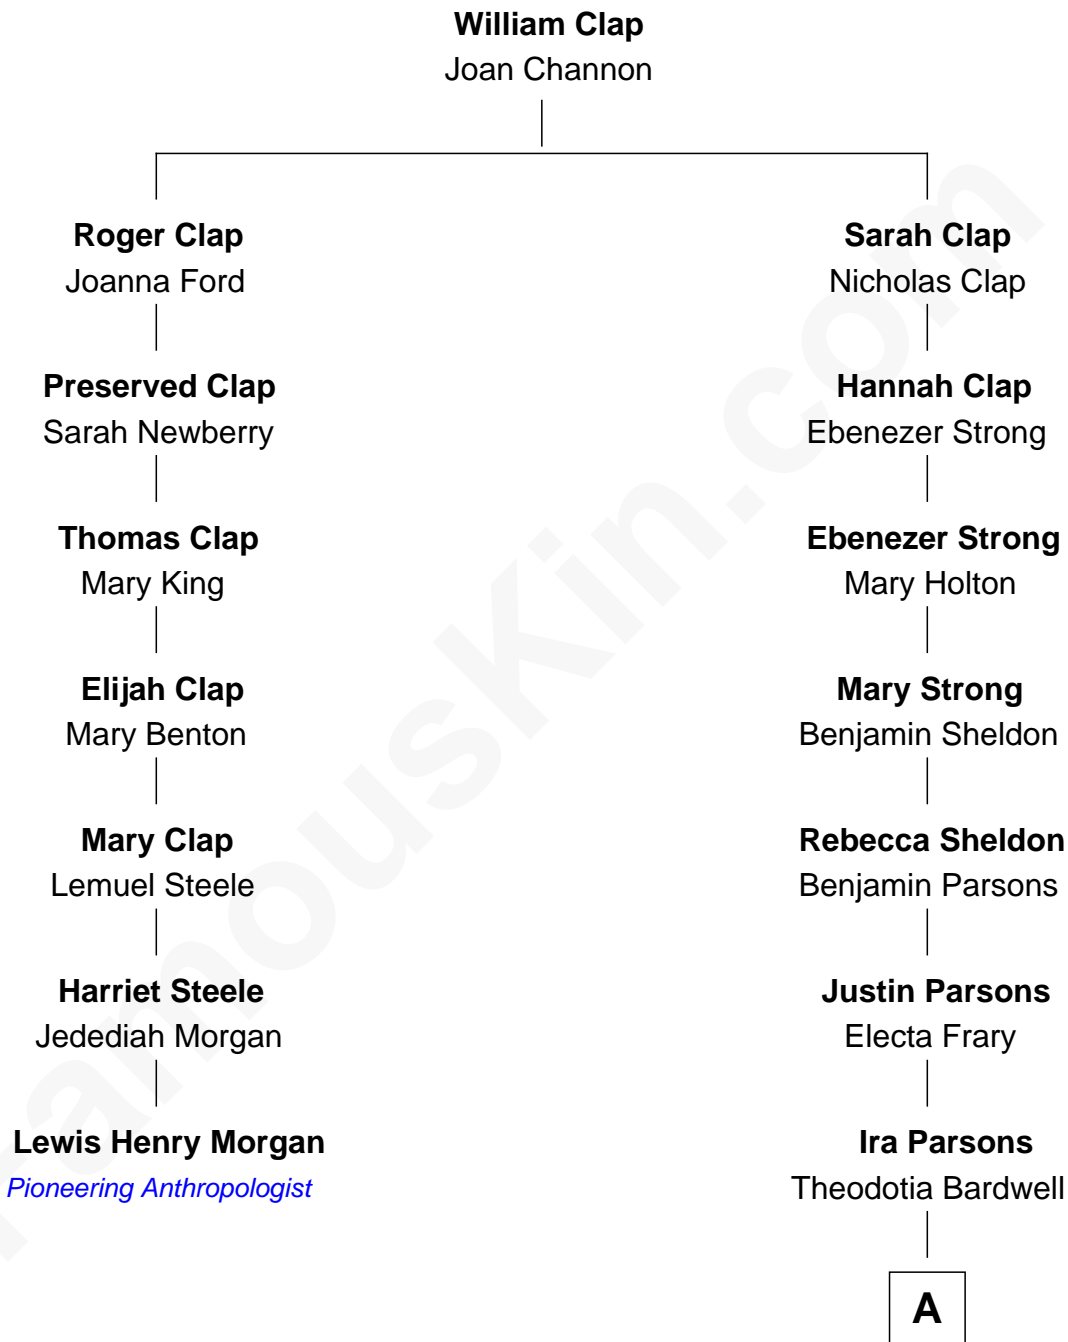 William Clap
Joan Channon
Roger Clap
Joanna Ford
Preserved Clap
Sarah Newberry
Thomas Clap
Mary King
Elijah Clap
Mary Benton
Mary Clap
Lemuel Steele
Harriet Steele
Jedediah Morgan
Lewis Henry Morgan
Pioneering Anthropologist
Sarah Clap
Nicholas Clap
Hannah Clap
Ebenezer Strong
Ebenezer Strong
Mary Holton
Mary Strong
Benjamin Sheldon
Rebecca Sheldon
Benjamin Parsons
Justin Parsons
Electa Frary
Ira Parsons
Theodotia Bardwell
A
FamousKin.com